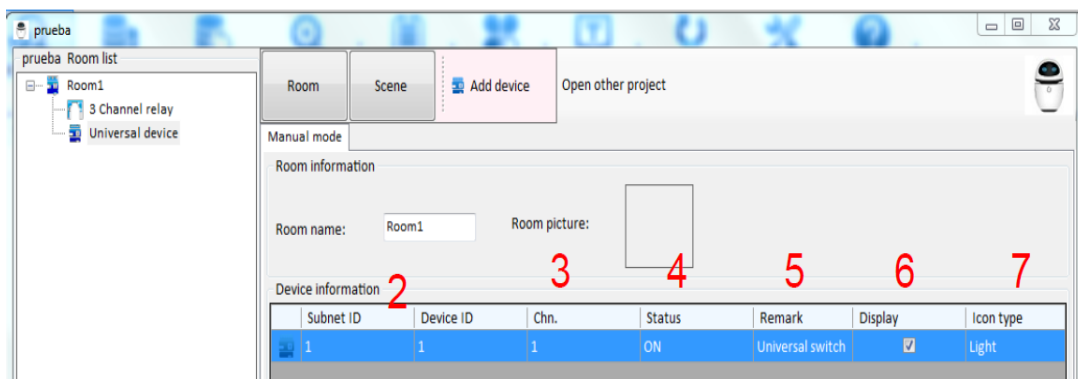 prueba
prueba Room list
Room1
3 Channel relay
Universal device
Room
Scene
Add device
Open other project
Manual mode
Room information
Room name:
Room1
Room picture:
2 3 4 5 6 7
Device information
Subnet ID Device ID Chn. Status Remark Display Icon type
1 1 1 ON Universal switch Light